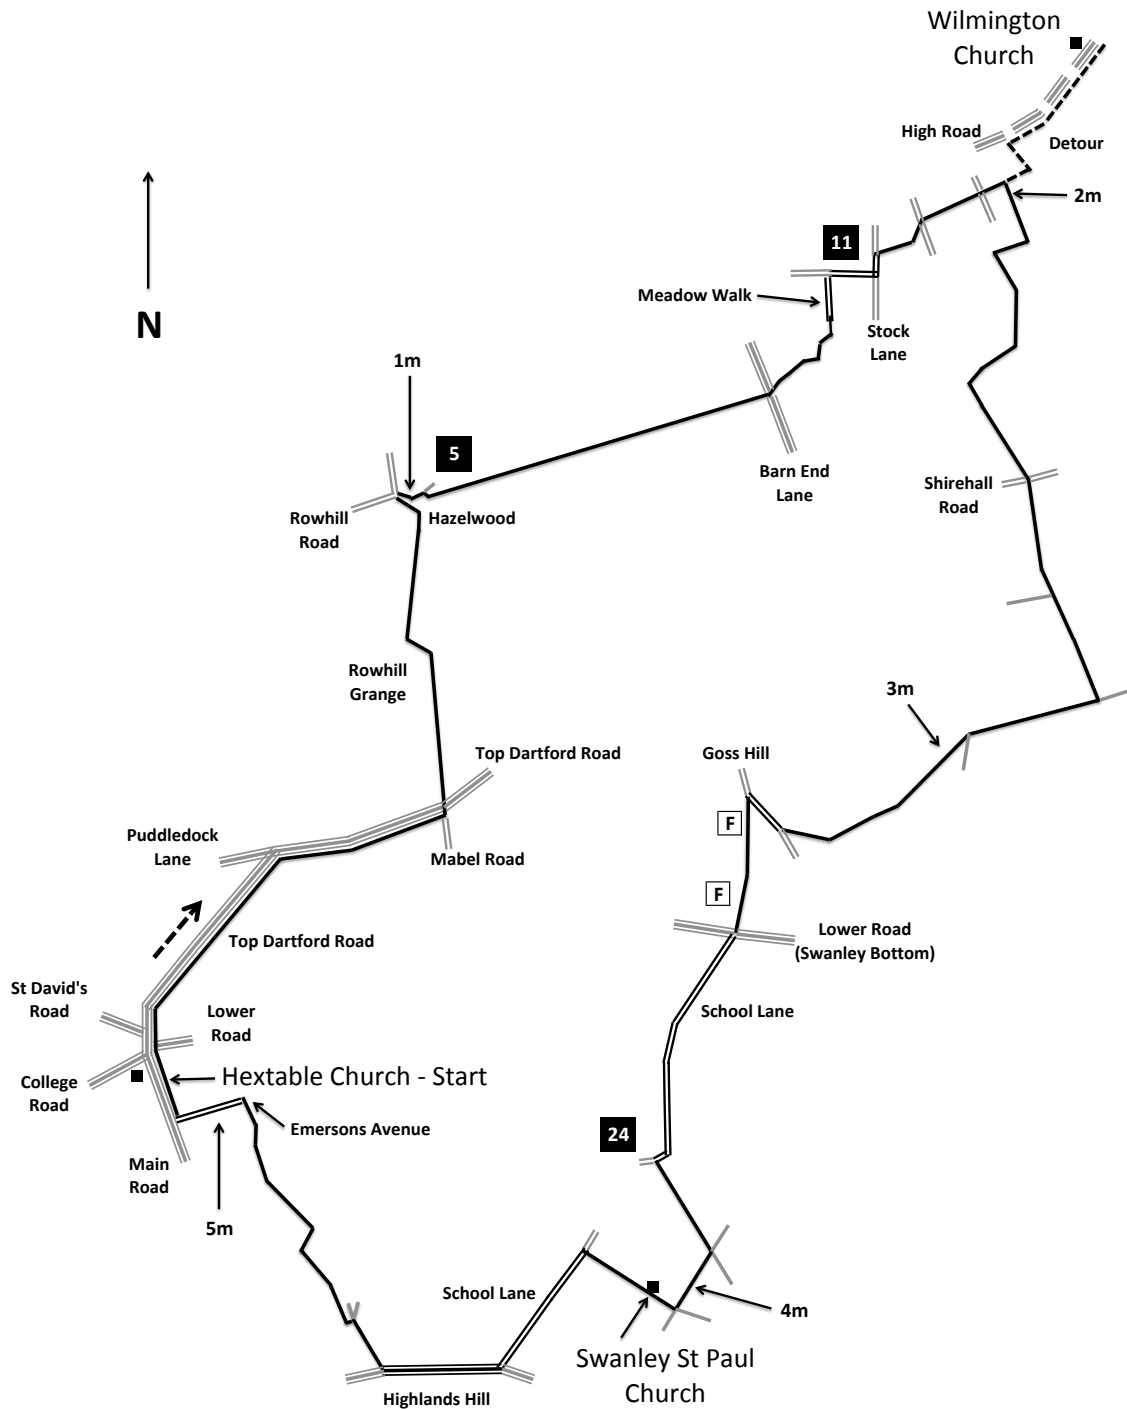 Wilmington
Church
High Road
Detour
2m
11
Meadow Walk
Stock
Lane
N
1m
5
Barn End
Lane
Shirehall
Road
Rowhill
Road
Hazelwood
Rowhill
Grange
3m
Top Dartford Road
Goss Hill
F
Puddledock
Lane
Mabel Road
F
Top Dartford Road
Lower Road
(Swanley Bottom)
St David's
Road
Lower
Road
School Lane
College
Road
Hextable Church - Start
Emersons Avenue
24
Main
Road
5m
School Lane
4m
Swanley St Paul
Church
Highlands Hill